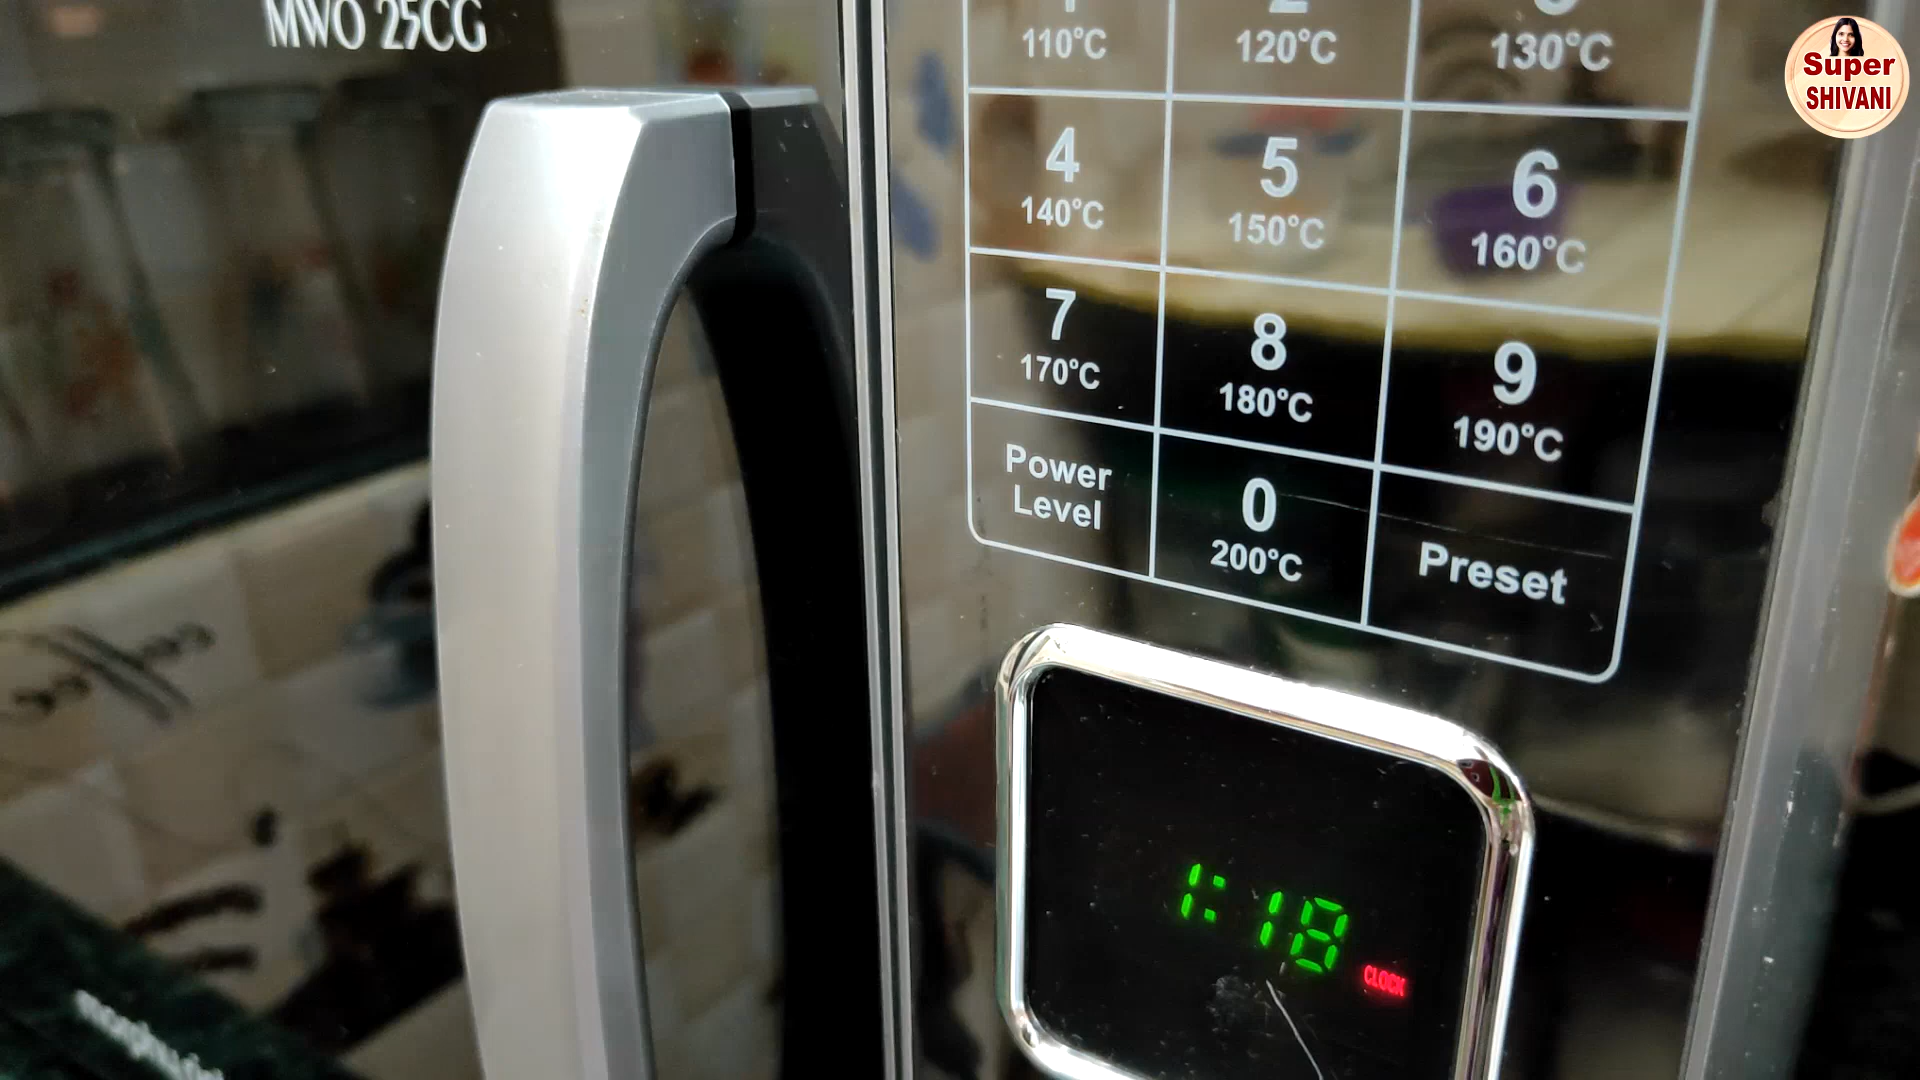 MWO 25CG
110°C
120°C
130°C
4
140°C
5
150°C
6
160°C
7
170°C
8
180°C
9
190°C
Power
Level
0
200°C
Preset
1:18
CLOCK
Super
SHIVANI